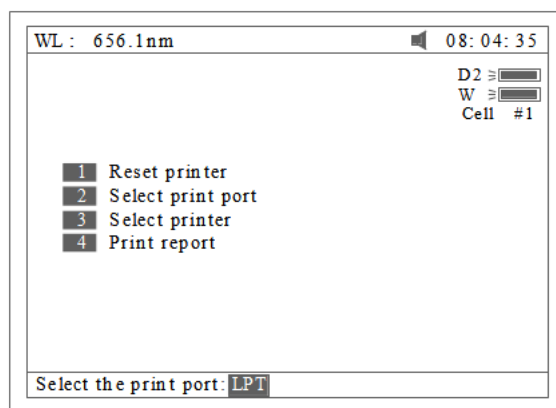 WL: 656.1nm 08:04:35
D2
W
Cell #1
1 Reset printer
2 Select print port
3 Select printer
4 Print report
Select the print port: LPT